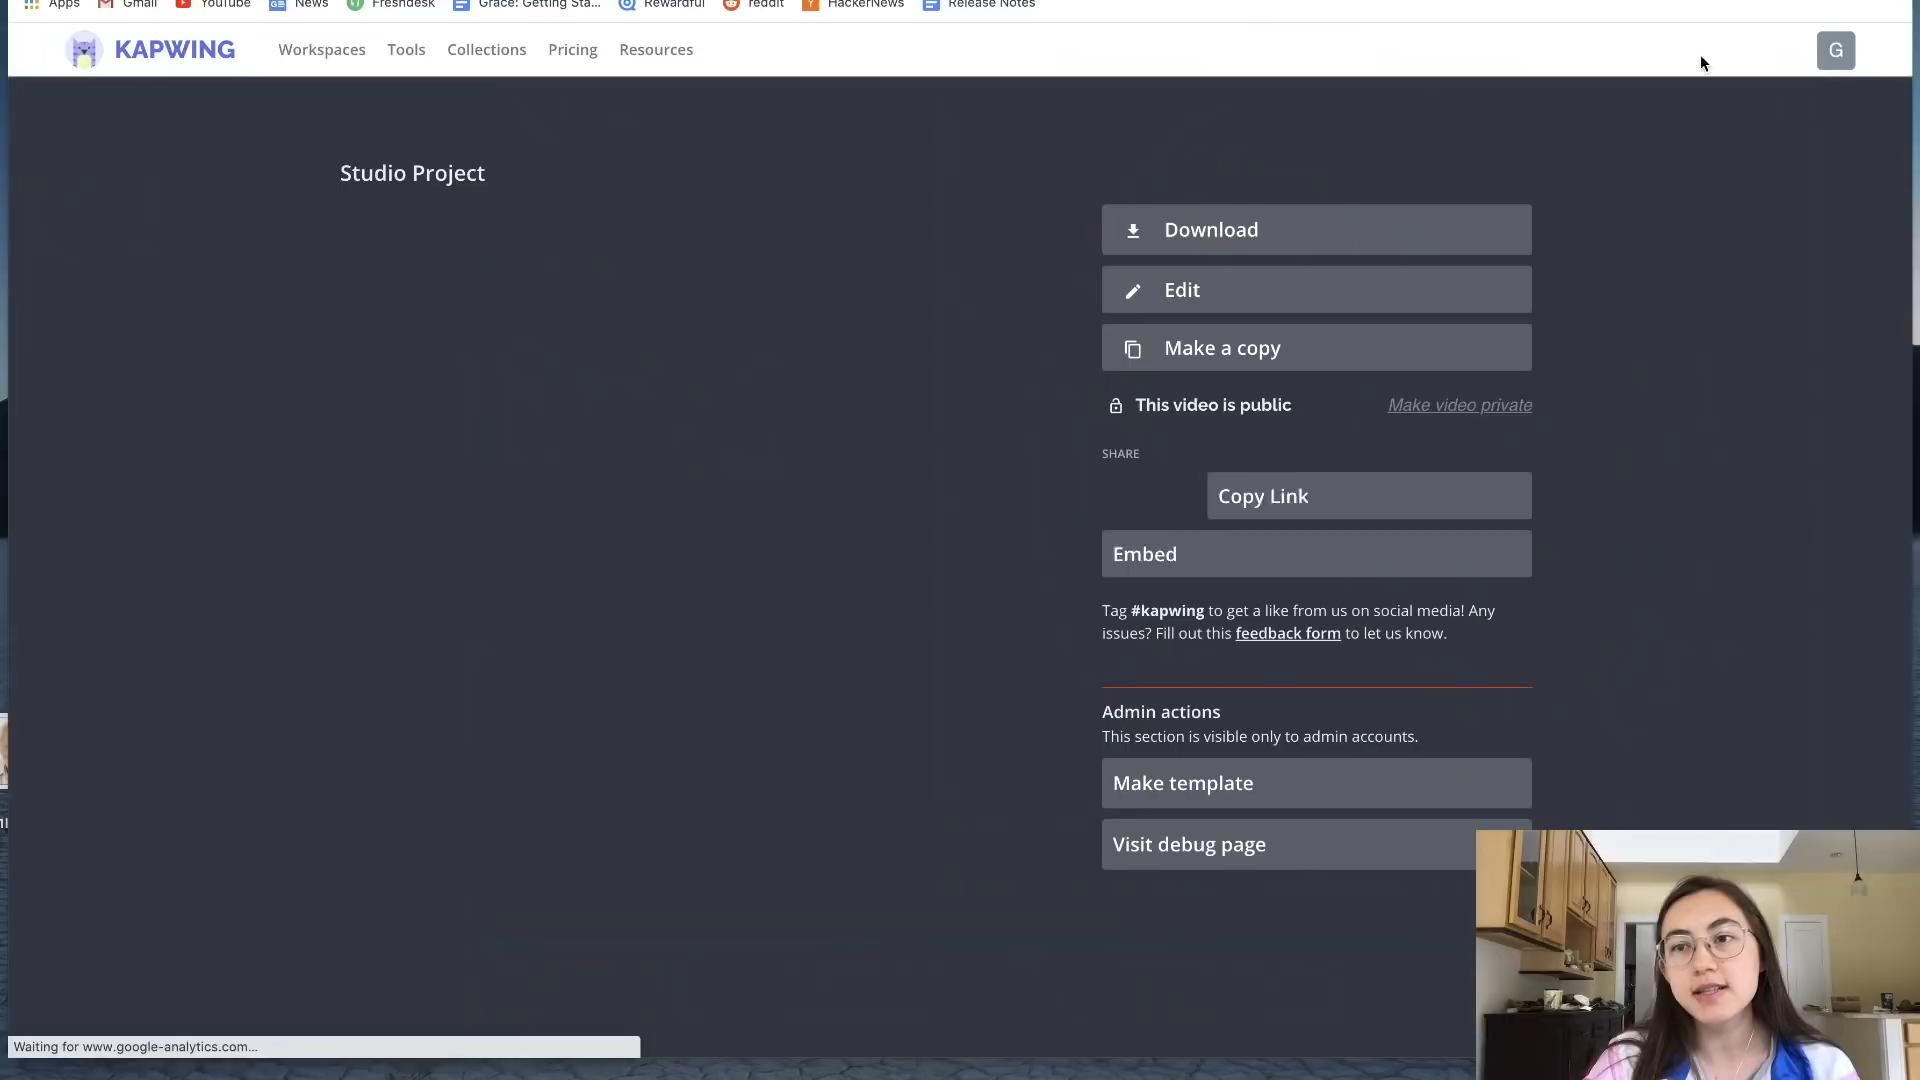 Apps Gmail YouTube News Freshdesk Grace: Getting Sta... Rewardful reddit HackerNews Release Notes
KAPWING Workspaces Tools Collections Pricing Resources G
Studio Project
Download
Edit
Make a copy
This video is public Make video private
SHARE
Copy Link
Embed
Tag #kapwing to get a like from us on social media! Any
issues? Fill out this feedback form to let us know.
Admin actions
This section is visible only to admin accounts.
Make template
Visit debug page
Waiting for www.google-analytics.com...